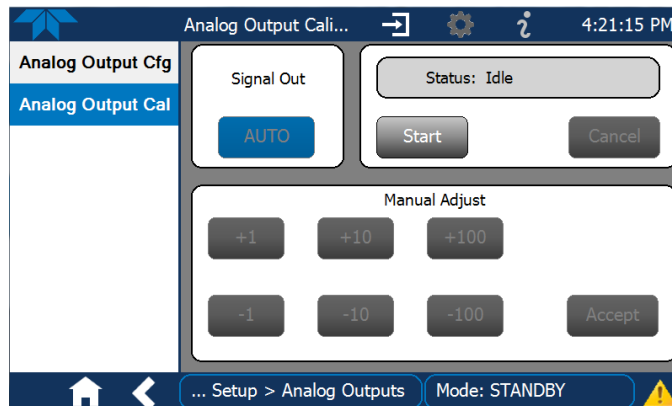 Analog Output Cali... 4:21:15 PM
Analog Output Cfg
Analog Output Cal
Signal Out
AUTO
Status: Idle
Start Cancel
Manual Adjust
+1 +10 +100
-1 -10 -100 Accept
... Setup > Analog Outputs Mode: STANDBY